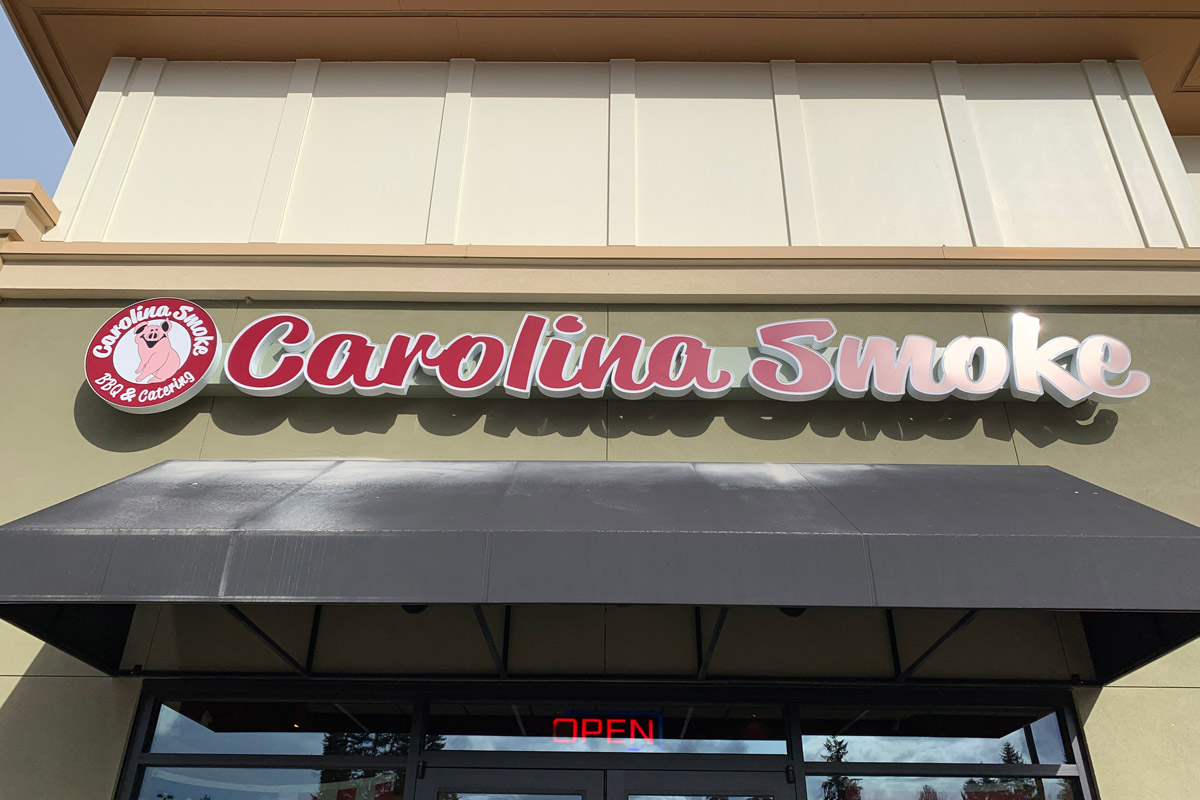 Carolina Smoke
BBQ & Catering
Carolina Smoke
OPEN